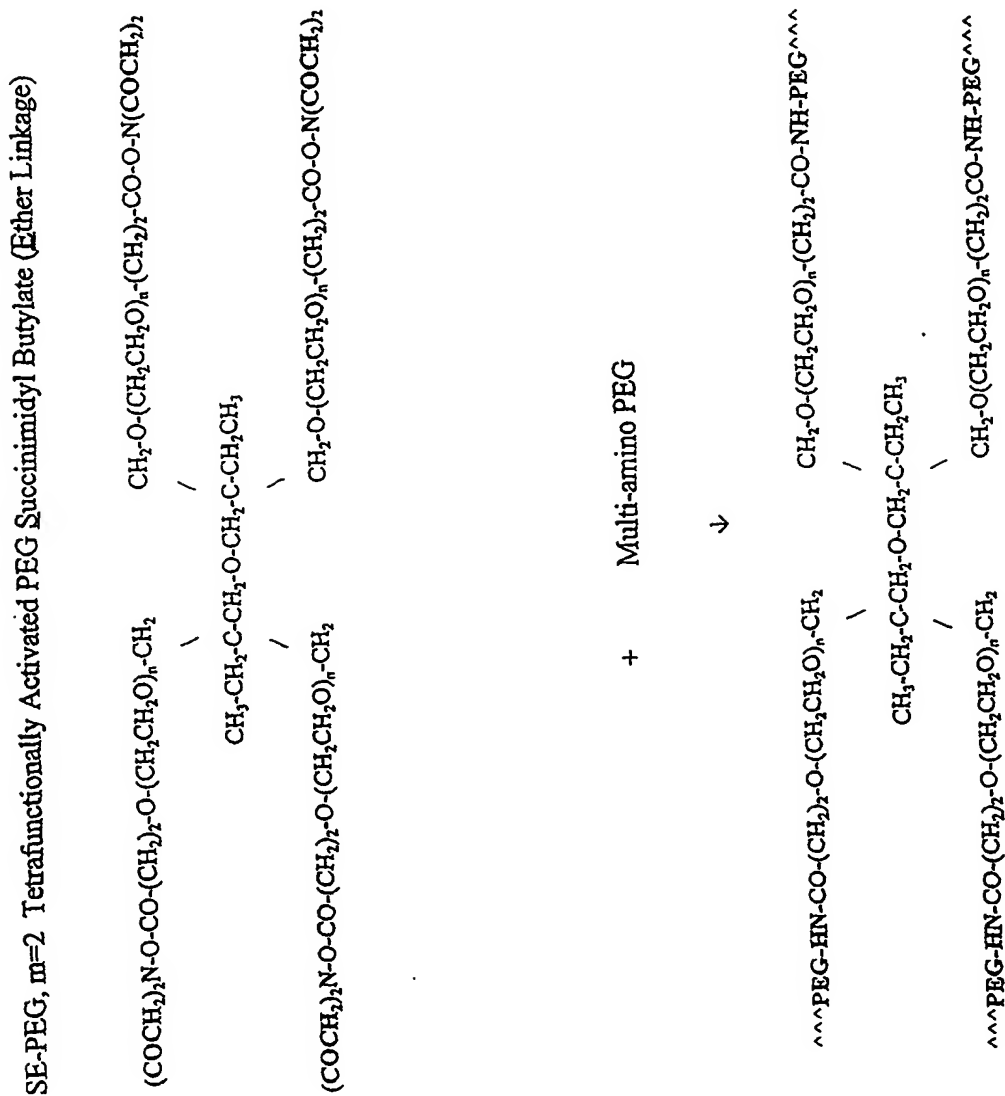 SE-PEG, m=2 Tetrafunctionally Activated PEG Succinimidyl Butylate (Ether Linkage)
(COCH₂)₂N-O-CO-(CH₂)₂-O-(CH₂CH₂O)ₙ-CH₂ CH₂-O-(CH₂CH₂O)ₙ-(CH₂)₂-CO-O-N(COCH₂)₂
\ /
CH₃-CH₂-C-CH₂-O-CH₂-C-CH₂CH₃
/ \
(COCH₂)₂N-O-CO-(CH₂)₂-O-(CH₂CH₂O)ₙ-CH₂ CH₂-O-(CH₂CH₂O)ₙ-(CH₂)₂-CO-O-N(COCH₂)₂
+ Multi-amino PEG
↓
^^^PEG-HN-CO-(CH₂)₂-O-(CH₂CH₂O)ₙ-CH₂ CH₂-O-(CH₂CH₂O)ₙ-(CH₂)₂-CO-NH-PEG^^^
\ /
CH₃-CH₂-C-CH₂-O-CH₂-C-CH₂CH₃
/ \
^^^PEG-HN-CO-(CH₂)₂-O-(CH₂CH₂O)ₙ-CH₂ CH₂-O(CH₂CH₂O)ₙ-(CH₂)₂CO-NH-PEG^^^